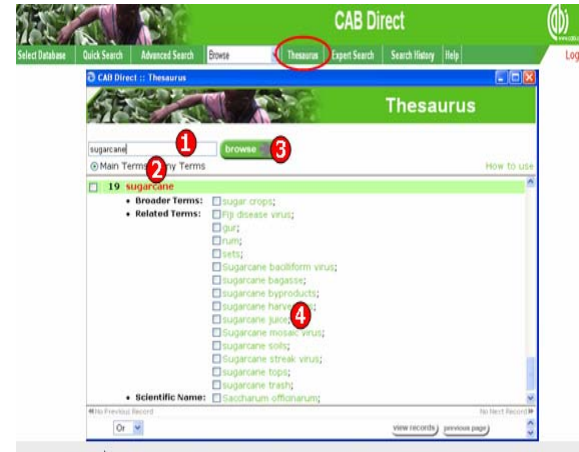 CAB Direct
Select Database Quick Search Advanced Search Browse Thesaurus Expert Search Search History Help Log
CAB Direct :: Thesaurus
Thesaurus
sugarcane 1 browse 3
Main Terms 2 ny Terms How to use
19 sugarcane
• Broader Terms: sugar crops;
• Related Terms: Fiji disease virus;
gur;
rum;
sets;
Sugarcane bacilliform virus;
sugarcane bagasse;
sugarcane byproducts;
sugarcane harvesters;
sugarcane juice; 4
Sugarcane mosaic virus;
sugarcane soils;
Sugarcane streak virus;
sugarcane tops;
sugarcane trash;
• Scientific Name: Saccharum officinarum;
No Previous Record No Next Record
Or view records previous page